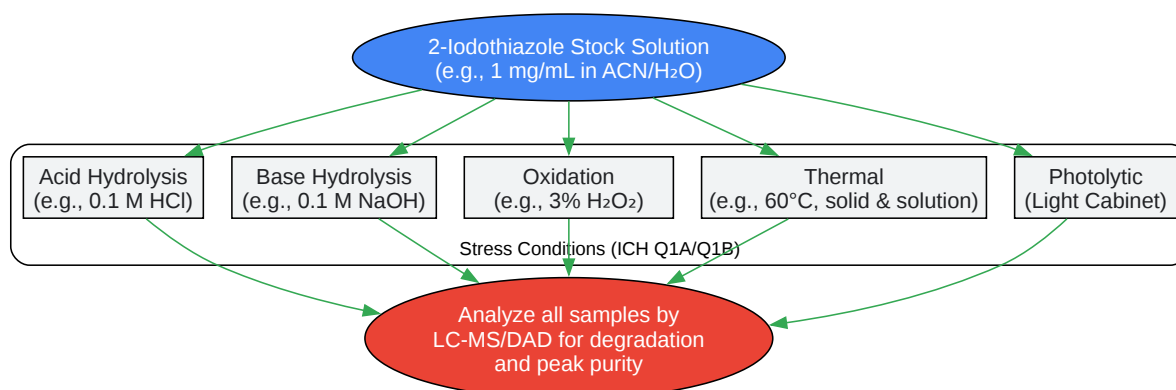 2-Iodothiazole Stock Solution
(e.g., 1 mg/mL in ACN/H₂O)
Acid Hydrolysis
(e.g., 0.1 M HCl)
Base Hydrolysis
(e.g., 0.1 M NaOH)
Oxidation
(e.g., 3% H₂O₂)
Thermal
(e.g., 60°C, solid & solution)
Photolytic
(Light Cabinet)
Stress Conditions (ICH Q1A/Q1B)
Analyze all samples by
LC-MS/DAD for degradation
and peak purity